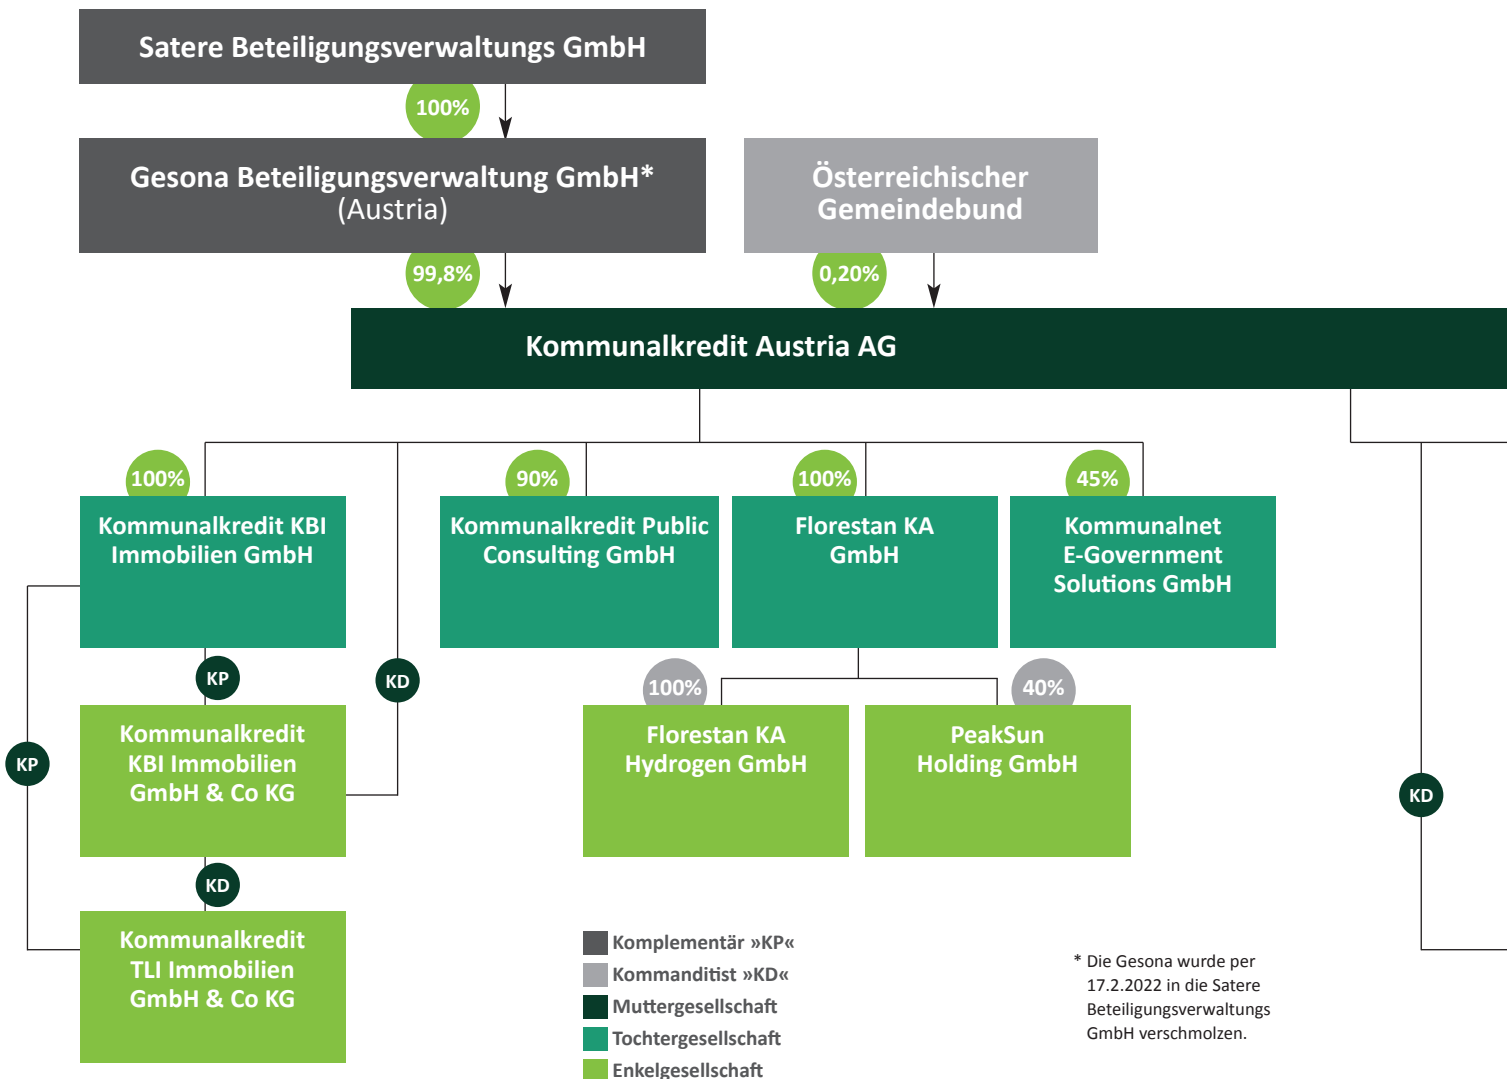 Satere Beteiligungsverwaltungs GmbH
100%
Gesona Beteiligungsverwaltung GmbH*
(Austria)
Österreichischer
Gemeindebund
99,8%
0,20%
Kommunalkredit Austria AG
100%
90%
100%
45%
Kommunalkredit KBI
Immobilien GmbH
Kommunalkredit Public
Consulting GmbH
Florestan KA
GmbH
Kommunalnet
E-Government
Solutions GmbH
KP
KD
100%
40%
Kommunalkredit
KBI Immobilien
GmbH & Co KG
Florestan KA
Hydrogen GmbH
PeakSun
Holding GmbH
KP
KD
KD
Kommunalkredit
TLI Immobilien
GmbH & Co KG
Komplementär »KP«
Kommanditist »KD«
Muttergesellschaft
Tochtergesellschaft
Enkelgesellschaft
* Die Gesona wurde per
17.2.2022 in die Satere
Beteiligungsverwaltungs
GmbH verschmolzen.